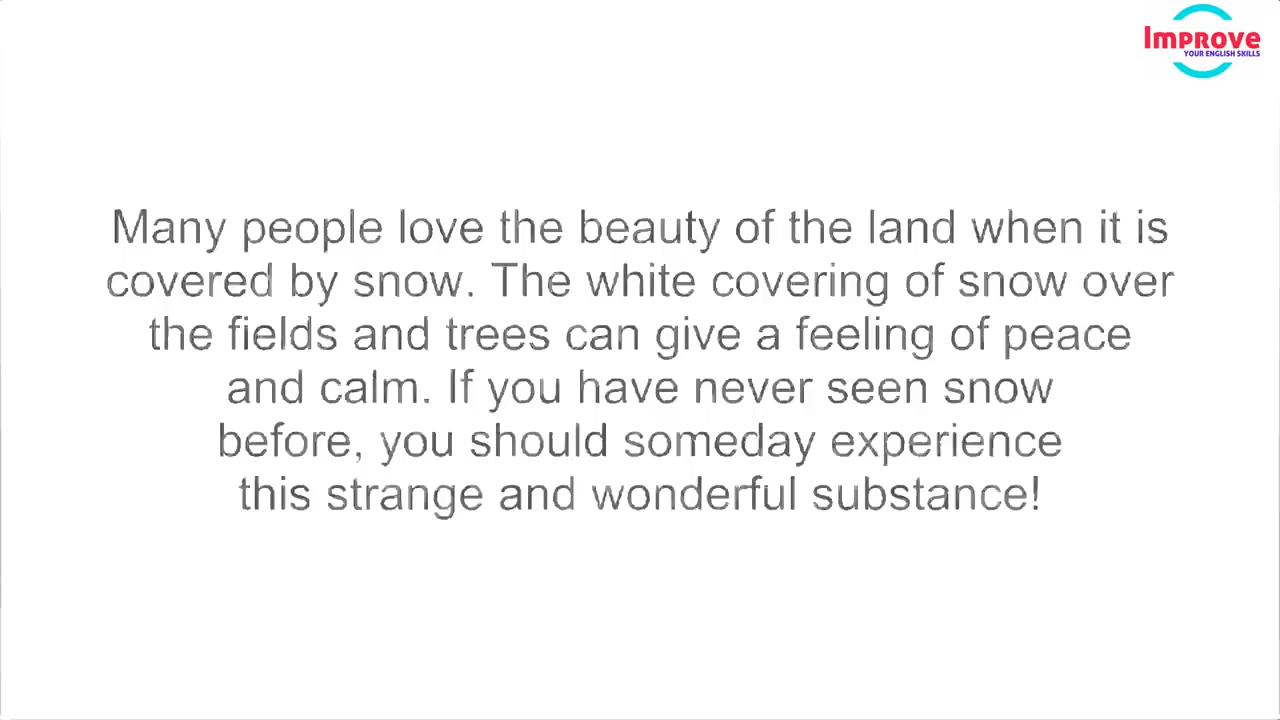 Improve
YOUR ENGLISH SKILLS
Many people love the beauty of the land when it is
covered by snow. The white covering of snow over
the fields and trees can give a feeling of peace
and calm. If you have never seen snow
before, you should someday experience
this strange and wonderful substance!